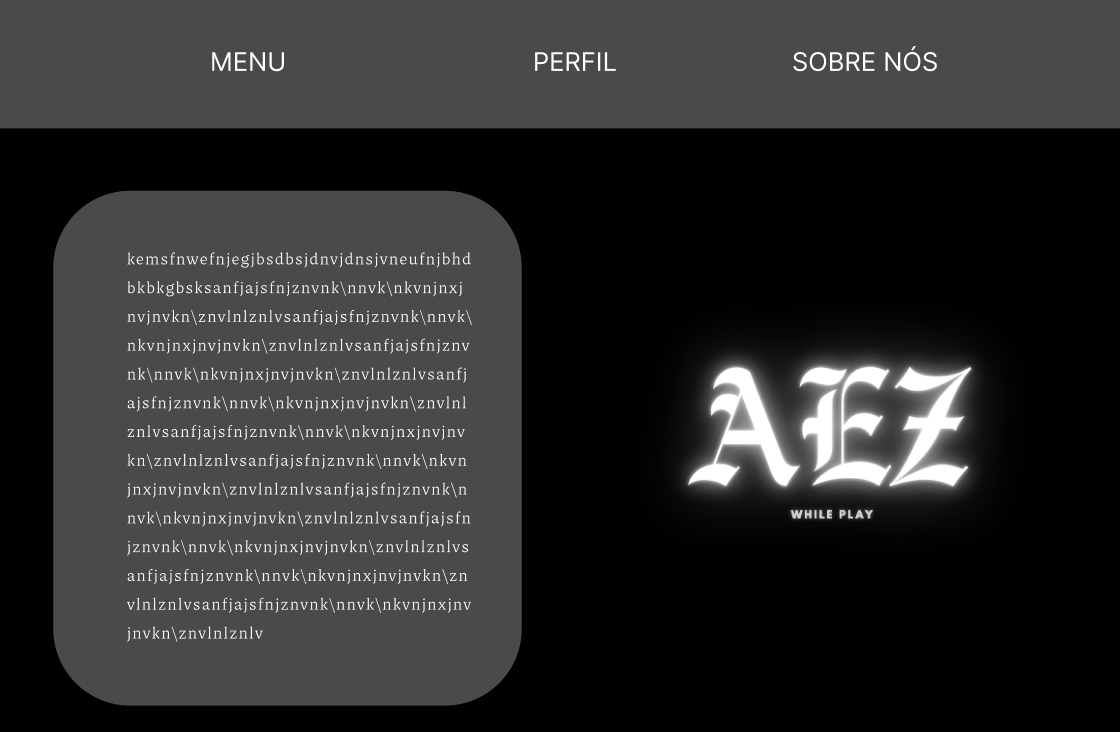 MENU PERFIL SOBRE NÓS
kemsfnwefnjegjbsdbsjdnvjdnsjvneufnjbhd
bkbkgbsksanfjajsfnjznvnk\nnvk\nkvnjnxj
nvjnvkn\znvlnlznlvsanfjajsfnjznvnk\nnvk\
nkvnjnxjnvjnvkn\znvlnlznlvsanfjajsfnjznv
nk\nnvk\nkvnjnxjnvjnvkn\znvlnlznlvsanfj
ajsfnjznvnk\nnvk\nkvnjnxjnvjnvkn\znvlnl
znlvsanfjajsfnjznvnk\nnvk\nkvnjnxjnvjnv
kn\znvlnlznlvsanfjajsfnjznvnk\nnvk\nkvn
jnxjnvjnvkn\znvlnlznlvsanfjajsfnjznvnk\n
nvk\nkvnjnxjnvjnvkn\znvlnlznlvsanfjajsfn
jznvnk\nnvk\nkvnjnxjnvjnvkn\znvlnlznlvs
anfjajsfnjznvnk\nnvk\nkvnjnxjnvjnvkn\zn
vlnlznlvsanfjajsfnjznvnk\nnvk\nkvnjnxjnv
jnvkn\znvlnlznlv
AEZ
WHILE PLAY